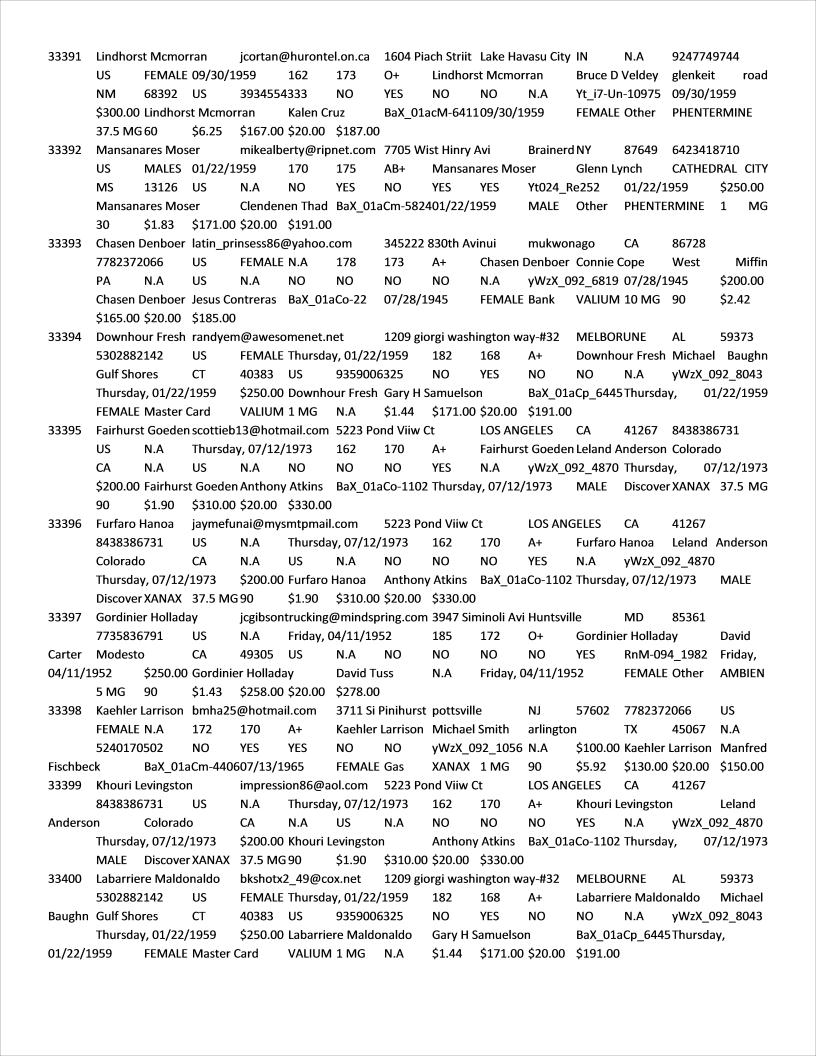 33391 Lindhorst Mcmorran jcortan@hurontel.on.ca 1604 Piach Striit Lake Havasu City IN N.A 9247749744
US FEMALE 09/30/1959 162 173 O+ Lindhorst Mcmorran Bruce D Veldey glenkeit road
NM 68392 US 3934554333 NO YES NO NO N.A Yt_i7-Un-10975 09/30/1959
$300.00 Lindhorst Mcmorran Kalen Cruz BaX_01acM-641109/30/1959 FEMALE Other PHENTERMINE
37.5 MG 60 $6.25 $167.00 $20.00 $187.00
33392 Mansanares Moser mikealberty@ripnet.com 7705 Wist Hinry Avi Brainerd NY 87649 6423418710
US MALES 01/22/1959 170 175 AB+ Mansanares Moser Glenn Lynch CATHEDRAL CITY
MS 13126 US N.A NO YES NO YES YES Yt024_Re252 01/22/1959 $250.00
Mansanares Moser Clendenen Thad BaX_01aCm-582401/22/1959 MALE Other PHENTERMINE 1 MG
30 $1.83 $171.00 $20.00 $191.00
33393 Chasen Denboer latin_prinsess86@yahoo.com 345222 830th Avinui mukwonago CA 86728
7782372066 US FEMALE N.A 178 173 A+ Chasen Denboer Connie Cope West Miffin
PA N.A US N.A NO NO NO NO N.A yWzX_092_6819 07/28/1945 $200.00
Chasen Denboer Jesus Contreras BaX_01aCo-22 07/28/1945 FEMALE Bank VALIUM 10 MG 90 $2.42
$165.00 $20.00 $185.00
33394 Downhour Fresh randyem@awesomenet.net 1209 giorgi washington way-#32 MELBORUNE AL 59373
5302882142 US FEMALE Thursday, 01/22/1959 182 168 A+ Downhour Fresh Michael Baughn
Gulf Shores CT 40383 US 9359006325 NO YES NO NO N.A yWzX_092_8043
Thursday, 01/22/1959 $250.00 Downhour Fresh Gary H Samuelson BaX_01aCp_6445 Thursday, 01/22/1959
FEMALE Master Card VALIUM 1 MG N.A $1.44 $171.00 $20.00 $191.00
33395 Fairhurst Goeden scottieb13@hotmail.com 5223 Pond Viiw Ct LOS ANGELES CA 41267 8438386731
US N.A Thursday, 07/12/1973 162 170 A+ Fairhurst Goeden Leland Anderson Colorado
CA N.A US N.A NO NO NO YES N.A yWzX_092_4870 Thursday, 07/12/1973
$200.00 Fairhurst Goeden Anthony Atkins BaX_01aCo-1102 Thursday, 07/12/1973 MALE Discover XANAX 37.5 MG
90 $1.90 $310.00 $20.00 $330.00
33396 Furfaro Hanoa jaymefunai@mysmtpmail.com 5223 Pond Viiw Ct LOS ANGELES CA 41267
8438386731 US N.A Thursday, 07/12/1973 162 170 A+ Furfaro Hanoa Leland Anderson
Colorado CA N.A US N.A NO NO NO YES N.A yWzX_092_4870
Thursday, 07/12/1973 $200.00 Furfaro Hanoa Anthony Atkins BaX_01aCo-1102 Thursday, 07/12/1973 MALE
Discover XANAX 37.5 MG 90 $1.90 $310.00 $20.00 $330.00
33397 Gordinier Holladay jcgibsontrucking@mindspring.com 3947 Siminoli Avi Huntsville MD 85361
7735836791 US N.A Friday, 04/11/1952 185 172 O+ Gordinier Holladay David
Carter Modesto CA 49305 US N.A NO NO NO NO YES RnM-094_1982 Friday,
04/11/1952 $250.00 Gordinier Holladay David Tuss N.A Friday, 04/11/1952 FEMALE Other AMBIEN
5 MG 90 $1.43 $258.00 $20.00 $278.00
33398 Kaehler Larrison bmha25@hotmail.com 3711 Si Pinihurst pottsville NJ 57602 7782372066 US
FEMALE N.A 172 170 A+ Kaehler Larrison Michael Smith arlington TX 45067 N.A
5240170502 NO YES YES NO NO yWzX_092_1056 N.A $100.00 Kaehler Larrison Manfred
Fischbeck BaX_01aCm-440607/13/1965 FEMALE Gas XANAX 1 MG 90 $5.92 $130.00 $20.00 $150.00
33399 Khouri Levingston impression86@aol.com 5223 Pond Viiw Ct LOS ANGELES CA 41267
8438386731 US N.A Thursday, 07/12/1973 162 170 A+ Khouri Levingston Leland
Anderson Colorado CA N.A US N.A NO NO NO YES N.A yWzX_092_4870
Thursday, 07/12/1973 $200.00 Khouri Levingston Anthony Atkins BaX_01aCo-1102 Thursday, 07/12/1973
MALE Discover XANAX 37.5 MG 90 $1.90 $310.00 $20.00 $330.00
33400 Labarriere Maldonaldo bkshotx2_49@cox.net 1209 giorgi washington way-#32 MELBOURNE AL 59373
5302882142 US FEMALE Thursday, 01/22/1959 182 168 A+ Labarriere Maldonaldo Michael
Baughn Gulf Shores CT 40383 US 9359006325 NO YES NO NO N.A yWzX_092_8043
Thursday, 01/22/1959 $250.00 Labarriere Maldonaldo Gary H Samuelson BaX_01aCp_6445 Thursday,
01/22/1959 FEMALE Master Card VALIUM 1 MG N.A $1.44 $171.00 $20.00 $191.00